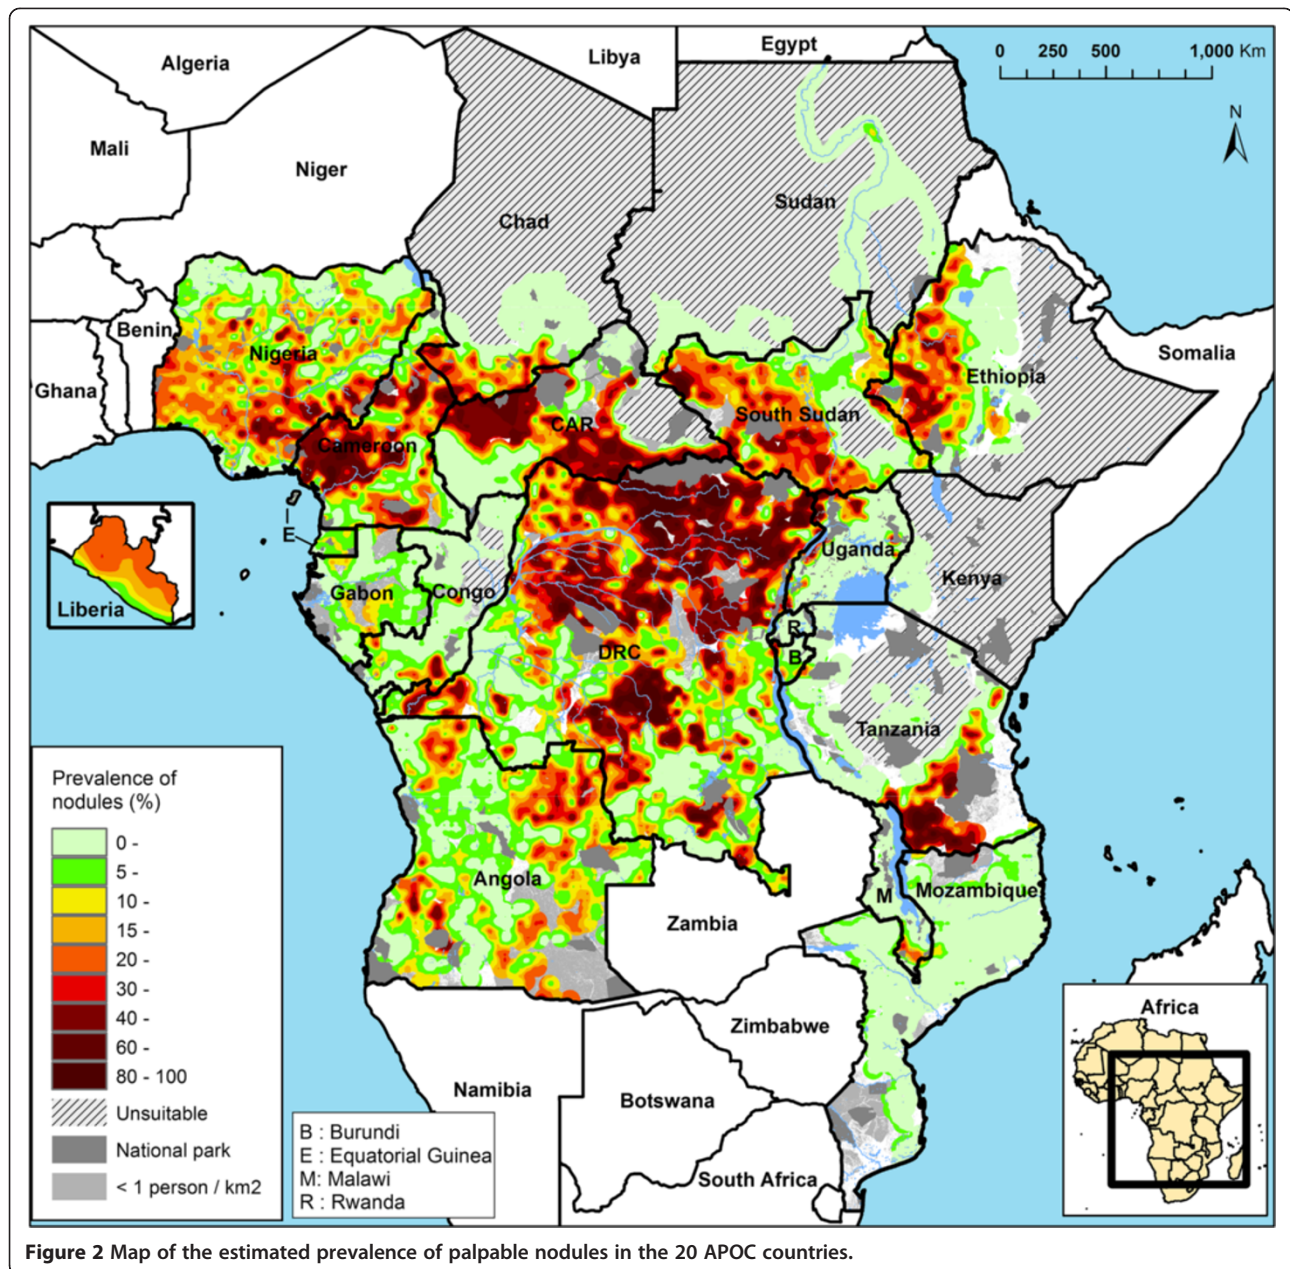 Algeria
Libya
Egypt
0 250 500 1,000 Km
N
Mali
Niger
Chad
Sudan
Benin
Nigeria
Ghana
Somalia
Ethiopia
CAR
South Sudan
Cameroon
E
Uganda
Kenya
Liberia
Gabon
Congo
R
DRC
B
Tanzania
Angola
M
Mozambique
Zambia
Zimbabwe
Namibia
Botswana
South Africa
Africa
Prevalence of
nodules (%)
0 -
5 -
10 -
15 -
20 -
30 -
40 -
60 -
80 - 100
Unsuitable
National park
< 1 person / km2
B : Burundi
E : Equatorial Guinea
M: Malawi
R : Rwanda
Figure 2 Map of the estimated prevalence of palpable nodules in the 20 APOC countries.